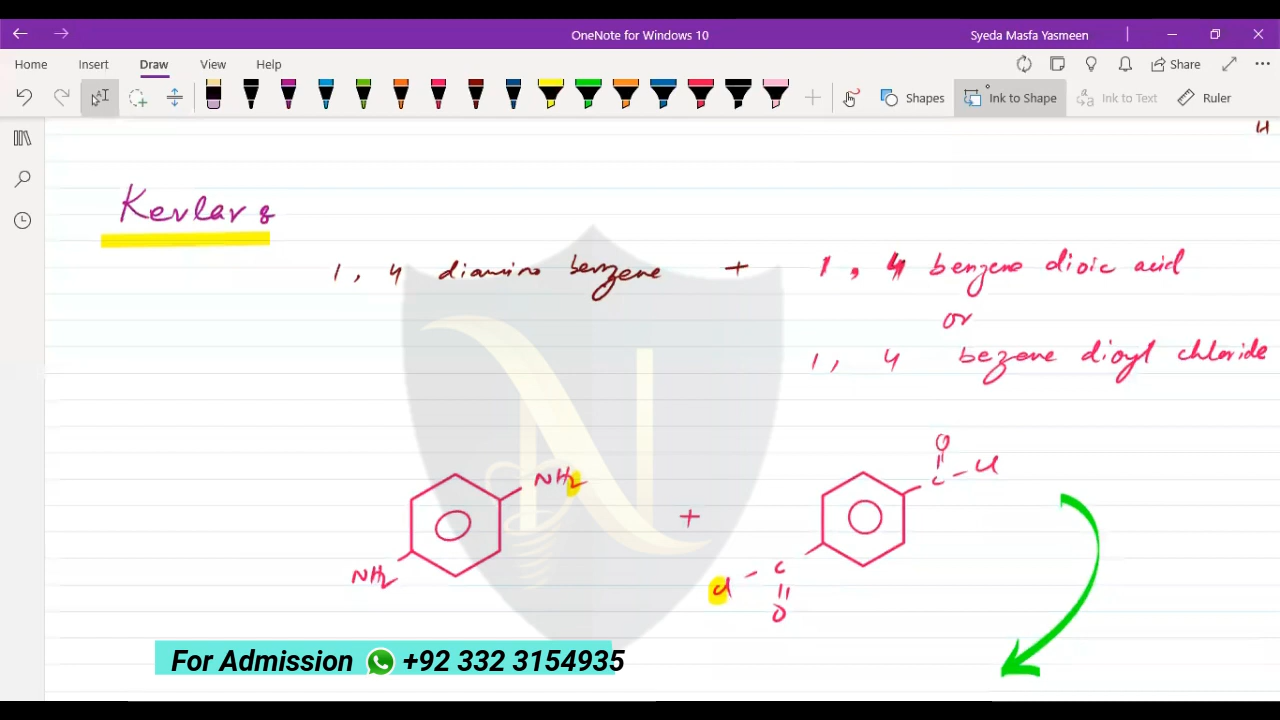 OneNote for Windows 10
Syeda Masfa Yasmeen
Home Insert Draw View Help
Share
Shapes Ink to Shape Ink to Text Ruler
4
Kevlar :
1, 4 diamino benzene + 1, 4 benzene dioic acid
or
1, 4 bezene dioyl chloride
O
||
C - Cl
NH2
+
NH2
Cl - C
||
O
For Admission +92 332 3154935